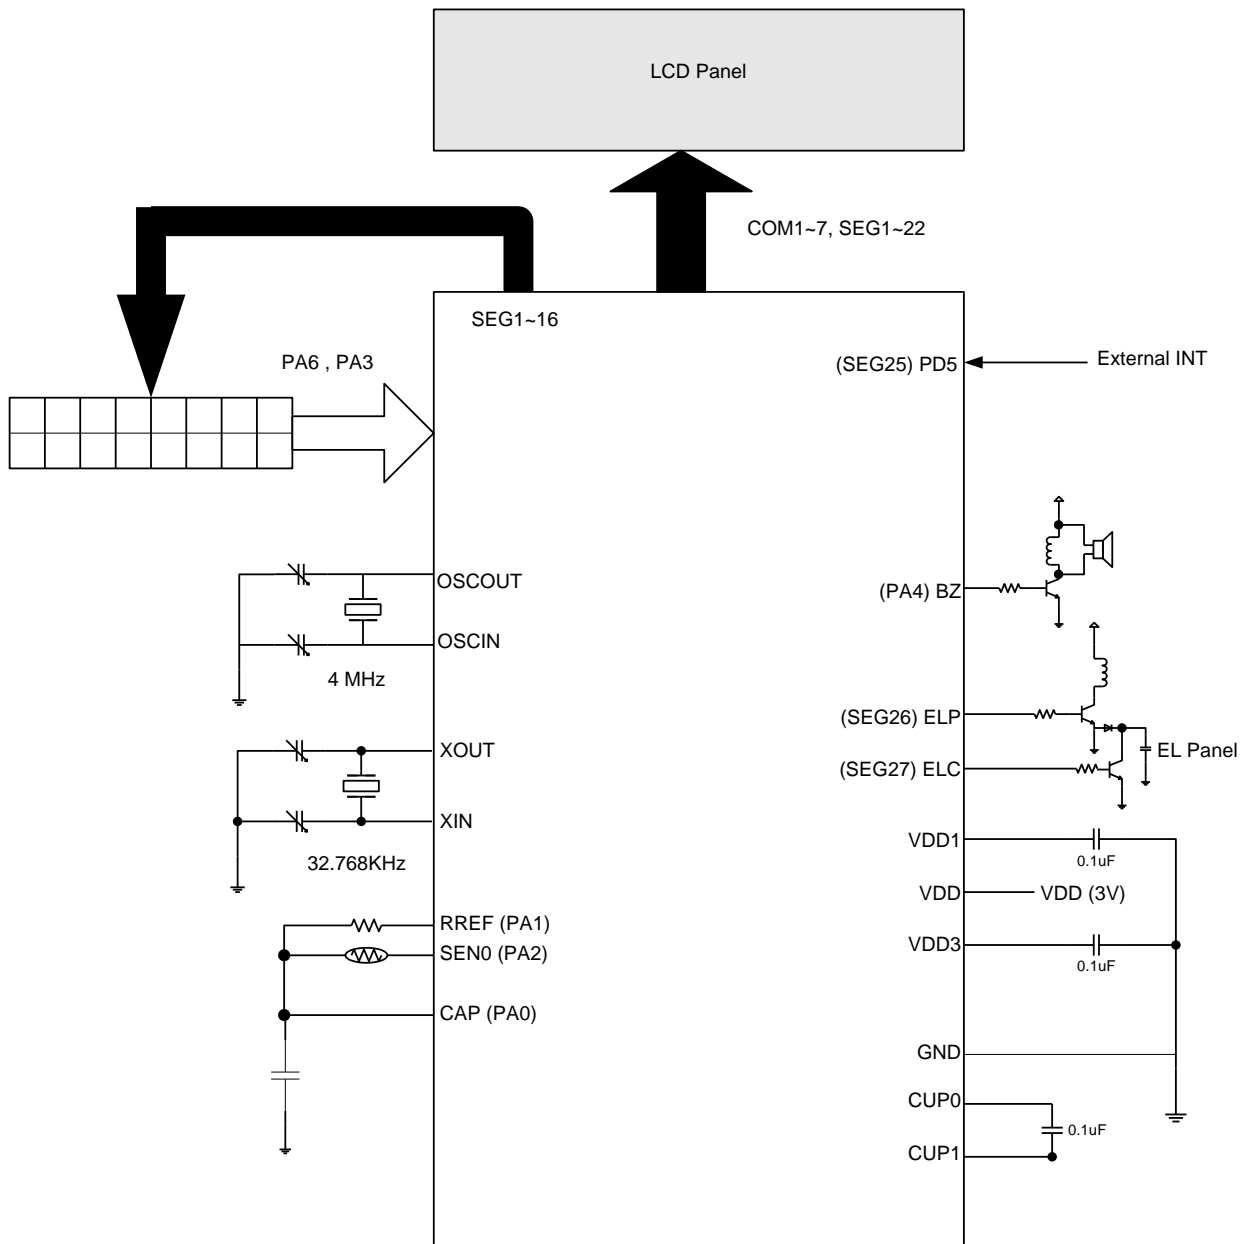 LCD Panel
COM1~7, SEG1~22
SEG1~16
PA6 , PA3
(SEG25) PD5
External INT
OSCOUT
(PA4) BZ
OSCIN
4 MHz
(SEG26) ELP
XOUT
EL Panel
(SEG27) ELC
XIN
VDD1
32.768KHz
0.1uF
VDD
VDD (3V)
RREF (PA1)
VDD3
SEN0 (PA2)
0.1uF
CAP (PA0)
GND
CUP0
0.1uF
CUP1